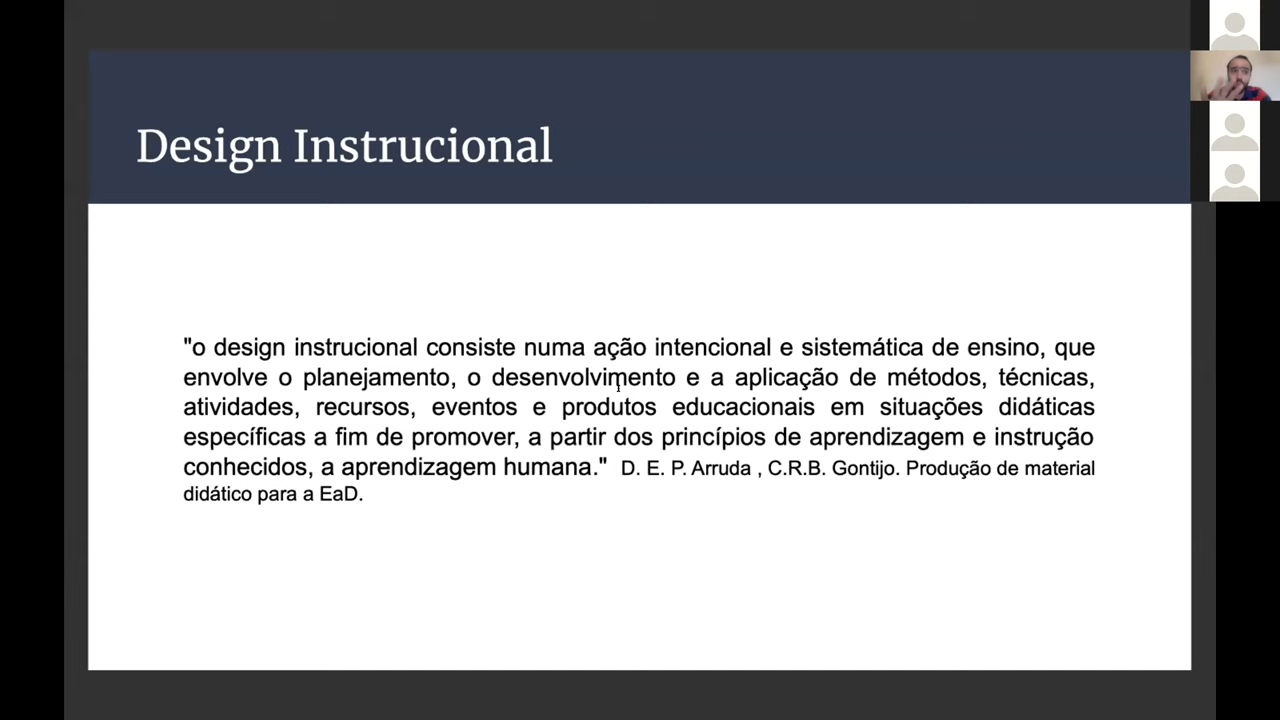 Design Instrucional
"o design instrucional consiste numa ação intencional e sistemática de ensino, que
envolve o planejamento, o desenvolvimento e a aplicação de métodos, técnicas,
atividades, recursos, eventos e produtos educacionais em situações didáticas
específicas a fim de promover, a partir dos princípios de aprendizagem e instrução
conhecidos, a aprendizagem humana." D. E. P. Arruda , C.R.B. Gontijo. Produção de material
didático para a EaD.